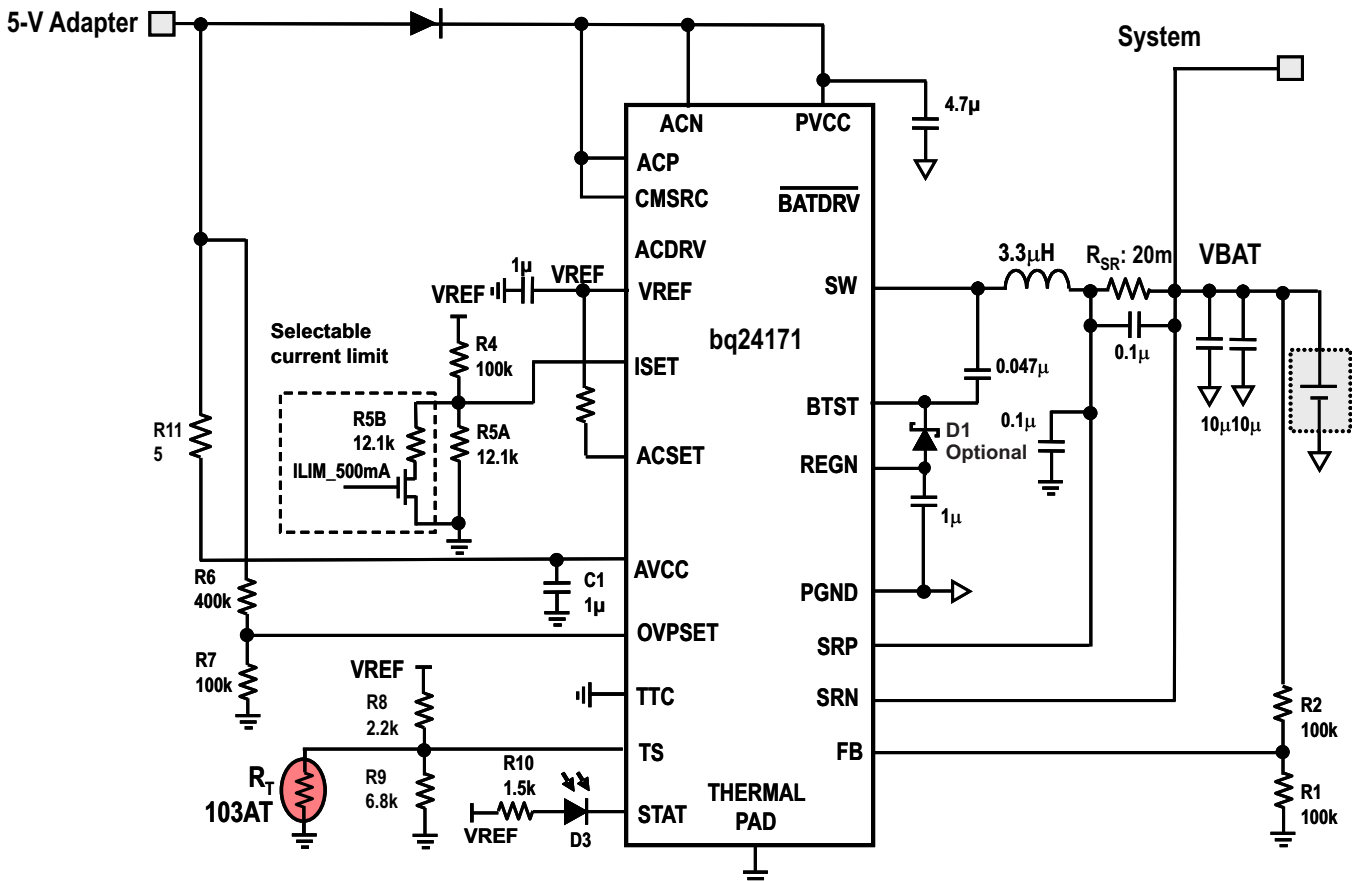 5-V Adapter
System
4.7µ
ACN
PVCC
ACP
CMSRC
BATDRV
ACDRV
1µ
VREF
VREF
VREF
SW
3.3µH
RSR: 20m
VBAT
Selectable
current limit
R4
100k
bq24171
ISET
0.1µ
0.047µ
R5B
12.1k
R5A
12.1k
BTST
0.1µ
10µ
10µ
R11
5
D1
Optional
ILIM_500mA
ACSET
REGN
1µ
AVCC
R6
400k
C1
1µ
PGND
OVPSET
SRP
R7
100k
VREF
R8
2.2k
TTC
SRN
R2
100k
TS
FB
RT
103AT
R9
6.8k
R10
1.5k
VREF
D3
STAT
THERMAL
PAD
R1
100k